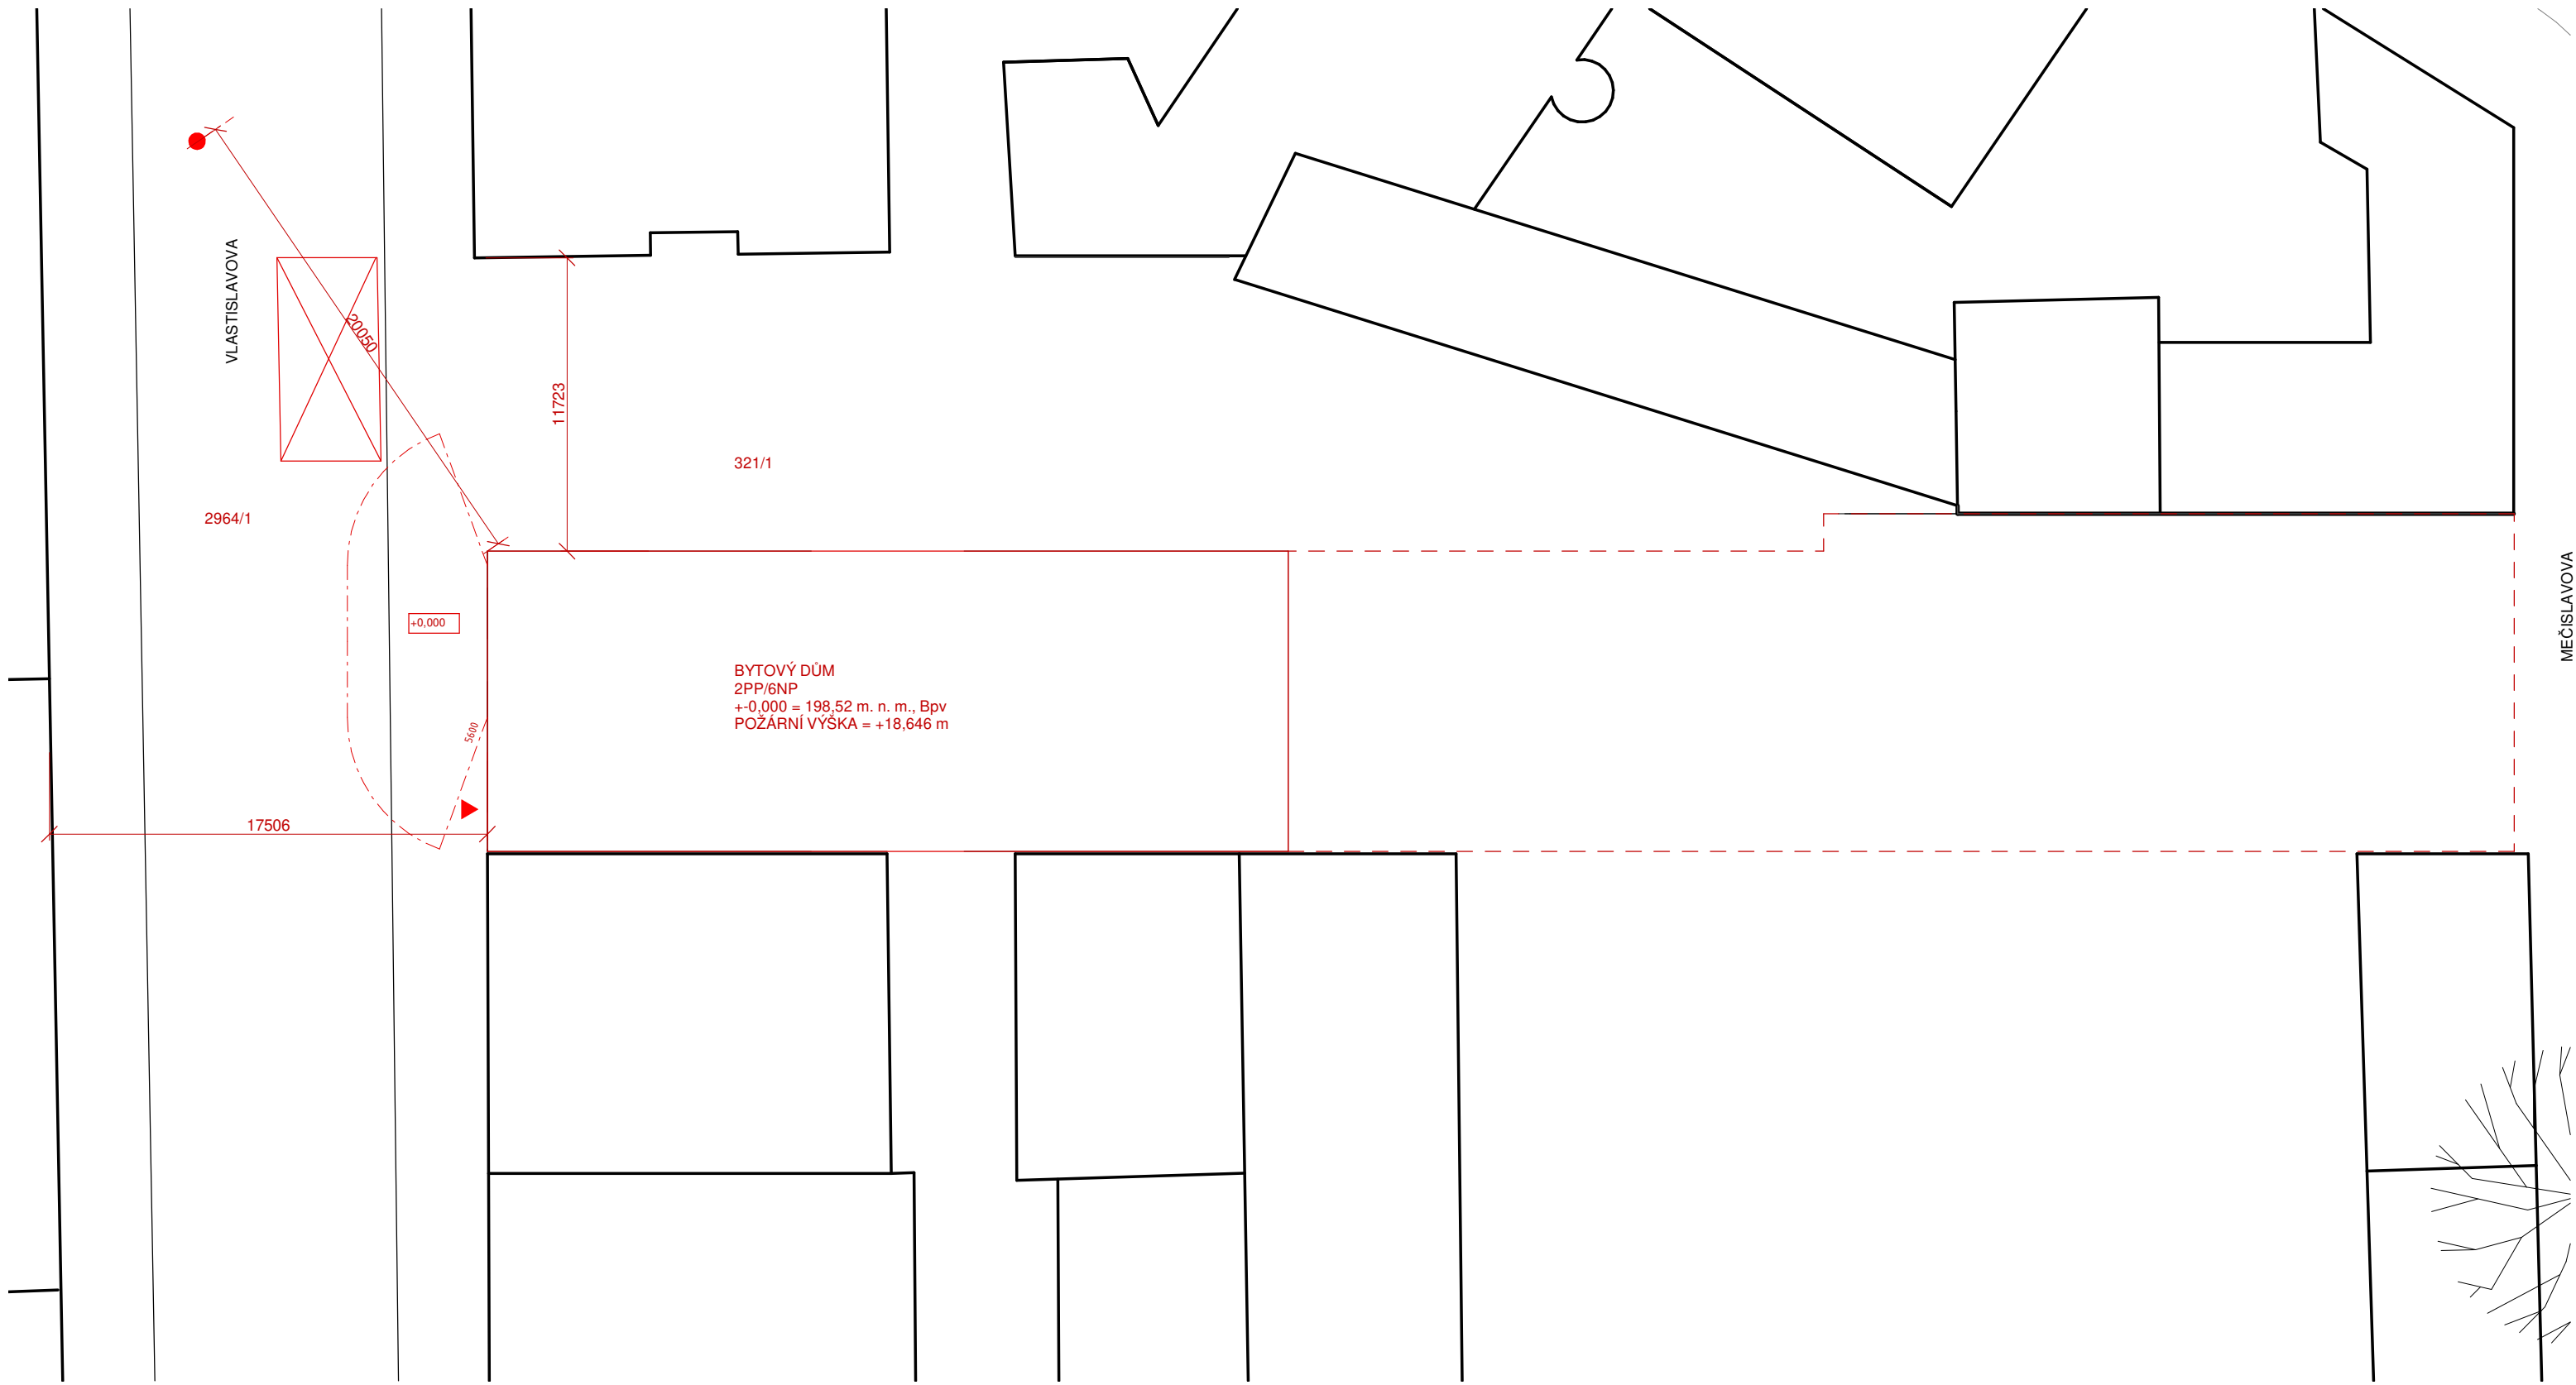 VLASTISLAVOVA
20050
11723
321/1
2964/1
+0,000
MEČISLAVOVA
BYTOVÝ DŮM
2PP/6NP
+-0,000 = 198,52 m. n. m., Bpv
POŽÁRNÍ VÝŠKA = +18,646 m
5600
17506